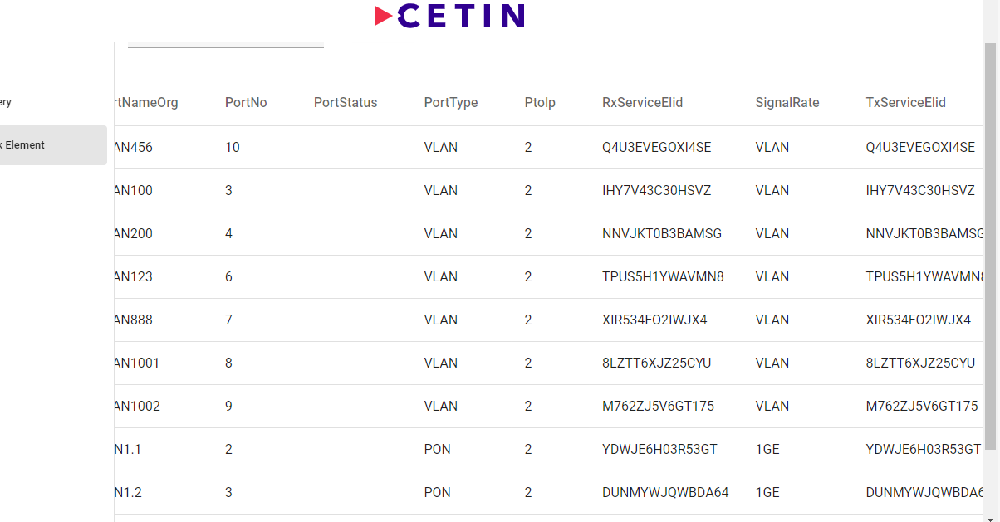 CETIN
rtNameOrg PortNo PortStatus PortType PtoIp RxServiceElid SignalRate TxServiceElid
ery
AN456 10 VLAN 2 Q4U3EVEGOXI4SE VLAN Q4U3EVEGOXI4SE
k Element
AN100 3 VLAN 2 IHY7V43C30HSVZ VLAN IHY7V43C30HSVZ
AN200 4 VLAN 2 NNVJKT0B3BAMSG VLAN NNVJKT0B3BAMSG
AN123 6 VLAN 2 TPUS5H1YWAVMN8 VLAN TPUS5H1YWAVMN8
AN888 7 VLAN 2 XIR534FO2IWJX4 VLAN XIR534FO2IWJX4
AN1001 8 VLAN 2 8LZTT6XJZ25CYU VLAN 8LZTT6XJZ25CYU
AN1002 9 VLAN 2 M762ZJ5V6GT175 VLAN M762ZJ5V6GT175
N1.1 2 PON 2 YDWJE6H03R53GT 1GE YDWJE6H03R53GT
N1.2 3 PON 2 DUNMYWJQWBDA64 1GE DUNMYWJQWBDA6